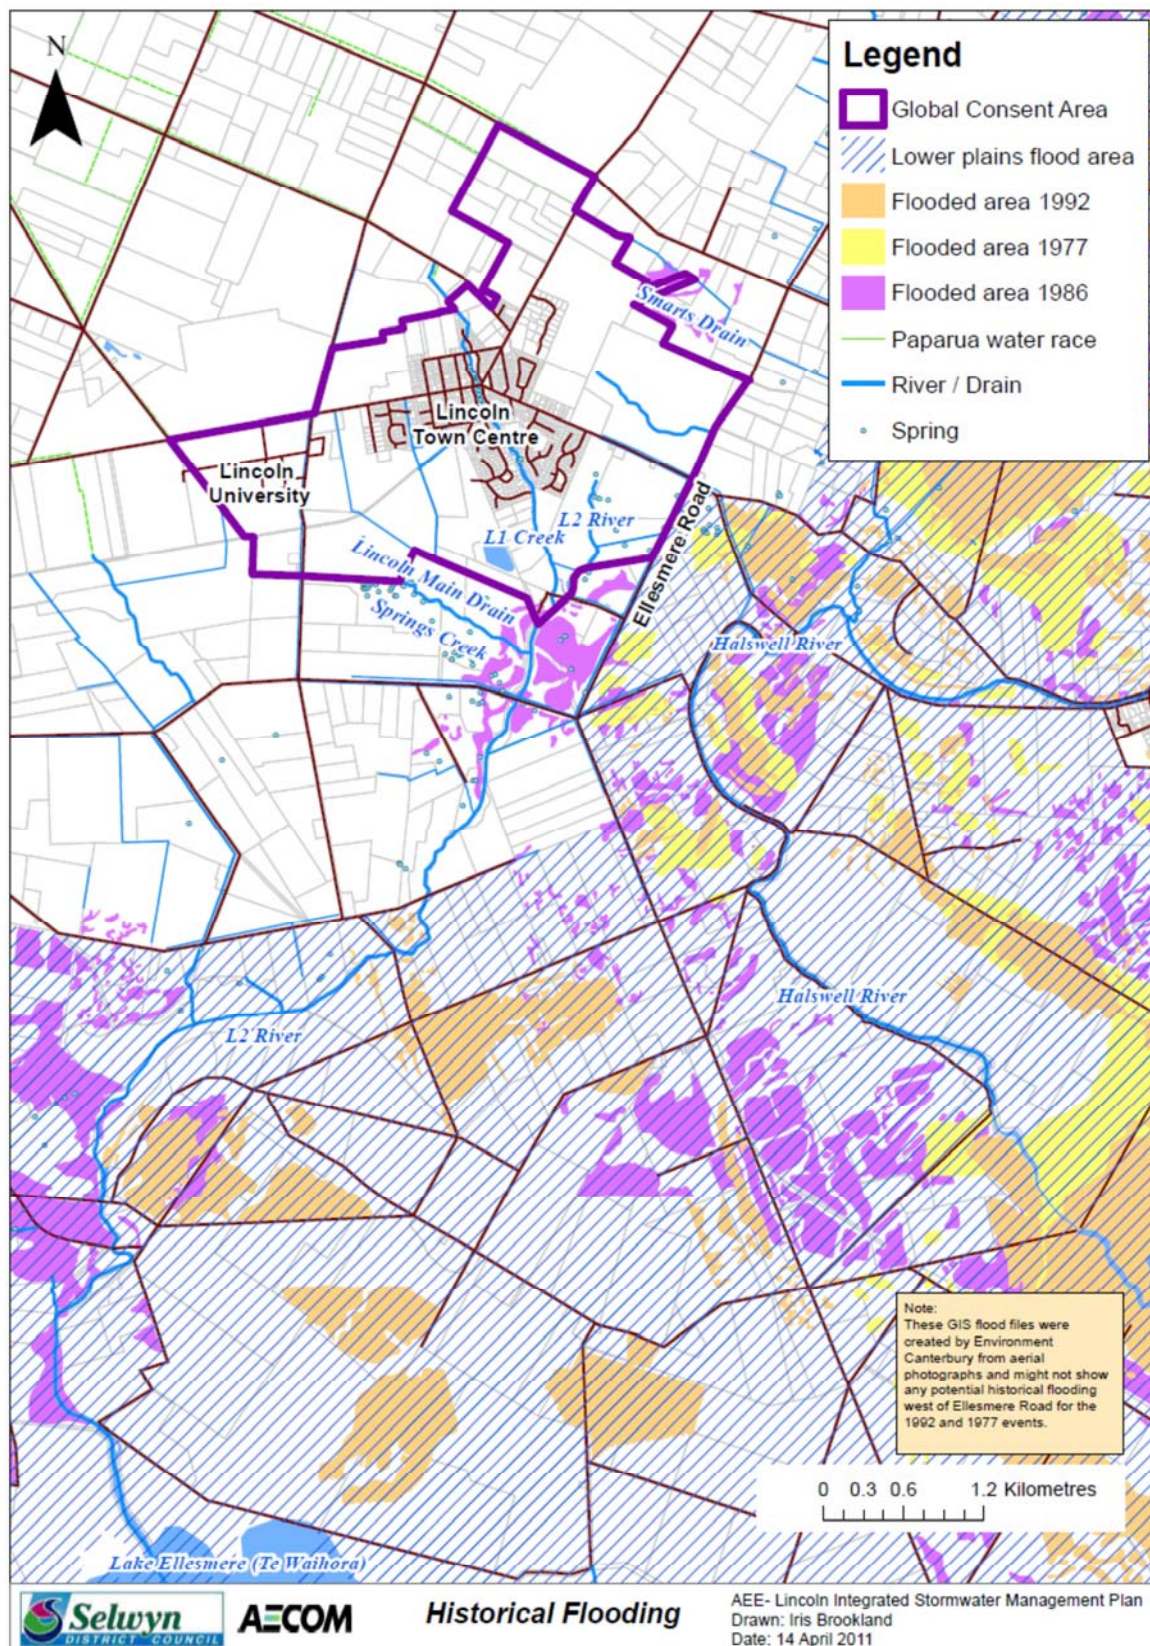 N
Legend
Global Consent Area
Lower plains flood area
Flooded area 1992
Flooded area 1977
Flooded area 1986
Paparua water race
River / Drain
Spring
Smarts Drain
Lincoln
Town Centre
Lincoln
University
L2 River
L1 Creek
Ellesmere Road
Lincoln Main Drain
Springs Creek
Halswell River
Halswell River
L2 River
Note:
These GIS flood files were
created by Environment
Canterbury from aerial
photographs and might not show
any potential historical flooding
west of Ellesmere Road for the
1992 and 1977 events.
0 0.3 0.6 1.2 Kilometres
Lake Ellesmere (Te Waihora)
Selwyn
DISTRICT COUNCIL
AECOM
Historical Flooding
AEE- Lincoln Integrated Stormwater Management Plan
Drawn: Iris Brookland
Date: 14 April 2011